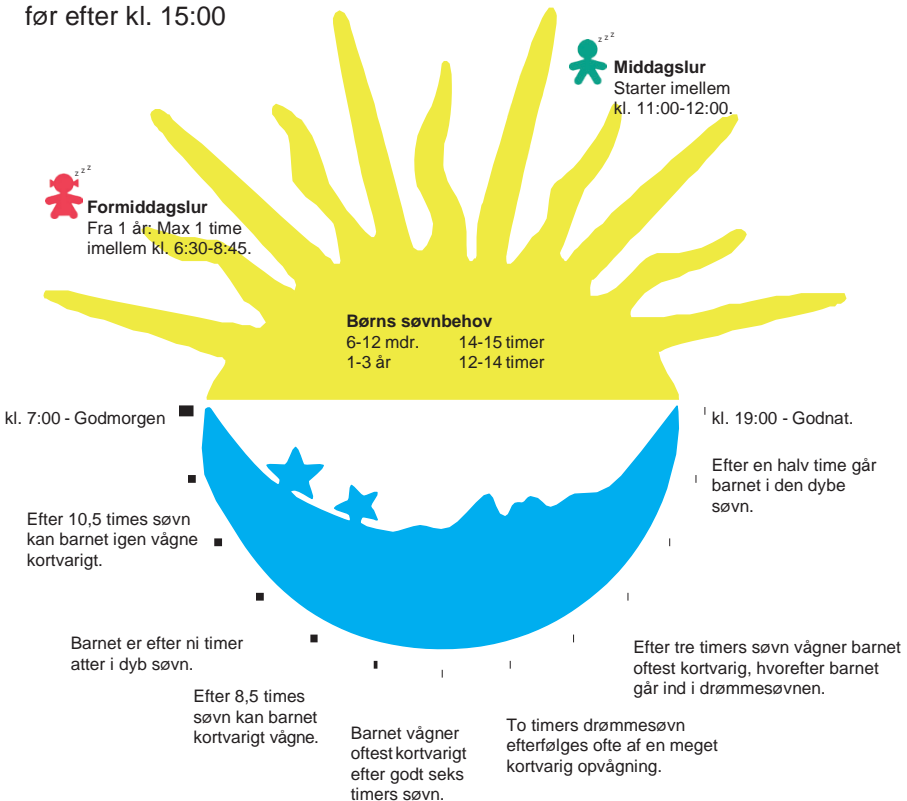 før efter kl. 15:00
z z z
Middagslur
Starter imellem
kl. 11:00-12:00.
z z z
Formiddagslur
Fra 1 år: Max 1 time
imellem kl. 6:30-8:45.
Børns søvnbehov
6-12 mdr. 14-15 timer
1-3 år 12-14 timer
kl. 7:00 - Godmorgen
kl. 19:00 - Godnat.
Efter en halv time går
barnet i den dybe
søvn.
Efter 10,5 times søvn
kan barnet igen vågne
kortvarigt.
Barnet er efter ni timer
atter i dyb søvn.
Efter tre timers søvn vågner barnet
oftest kortvarig, hvorefter barnet
går ind i drømmesøvnen.
Efter 8,5 times
søvn kan barnet
kortvarigt vågne.
Barnet vågner
oftest kortvarigt
efter godt seks
timers søvn.
To timers drømmesøvn
efterfølges ofte af en meget
kortvarig opvågning.